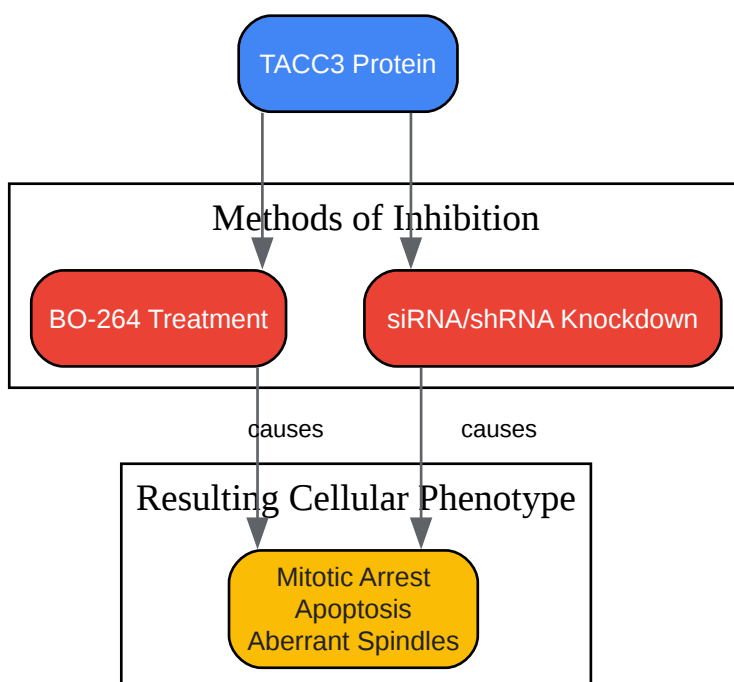 TACC3 Protein
Methods of Inhibition
BO-264 Treatment
siRNA/shRNA Knockdown
causes
causes
Resulting Cellular Phenotype
Mitotic Arrest
Apoptosis
Aberrant Spindles